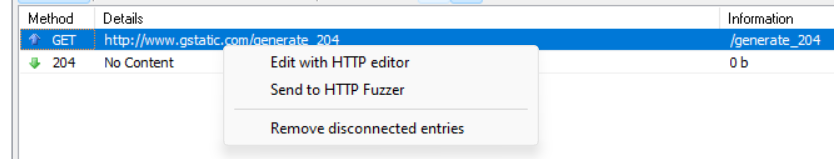 Method Details Information
GET http://www.gstatic.com/generate_204 /generate_204
204 No Content 0 b
Edit with HTTP editor
Send to HTTP Fuzzer
Remove disconnected entries